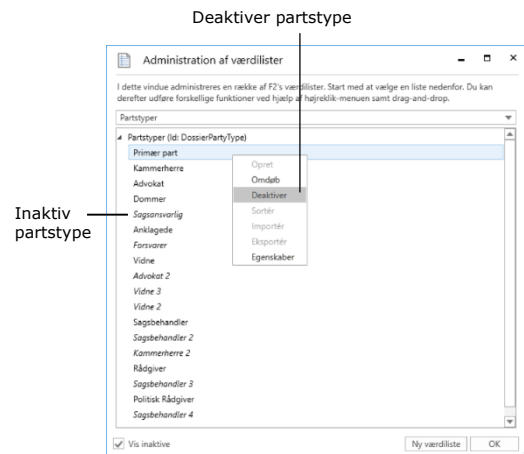 Deaktiver partstype
Administration af værdilister
I dette vindue administreres en række af F2's værdilister. Start med at vælge en liste nedenfor. Du kan
derefter udføre forskellige funktioner ved hjælp af højreklik-menuen samt drag-and-drop.
Partstyper
Partstyper (Id: DossierPartyType)
Primær part
Kammerherre
Advokat
Dommer
Sagsansvarlig
Anklagede
Forsvarer
Vidne
Advokat 2
Vidne 3
Vidne 2
Sagsbehandler
Sagsbehandler 2
Kammerherre 2
Rådgiver
Sagsbehandler 3
Politisk Rådgiver
Sagsbehandler 4
Opret
Omdøb
Deaktiver
Sortér
Importér
Eksportér
Egenskaber
Inaktiv
partstype
Vis inaktive
Ny værdiliste
OK